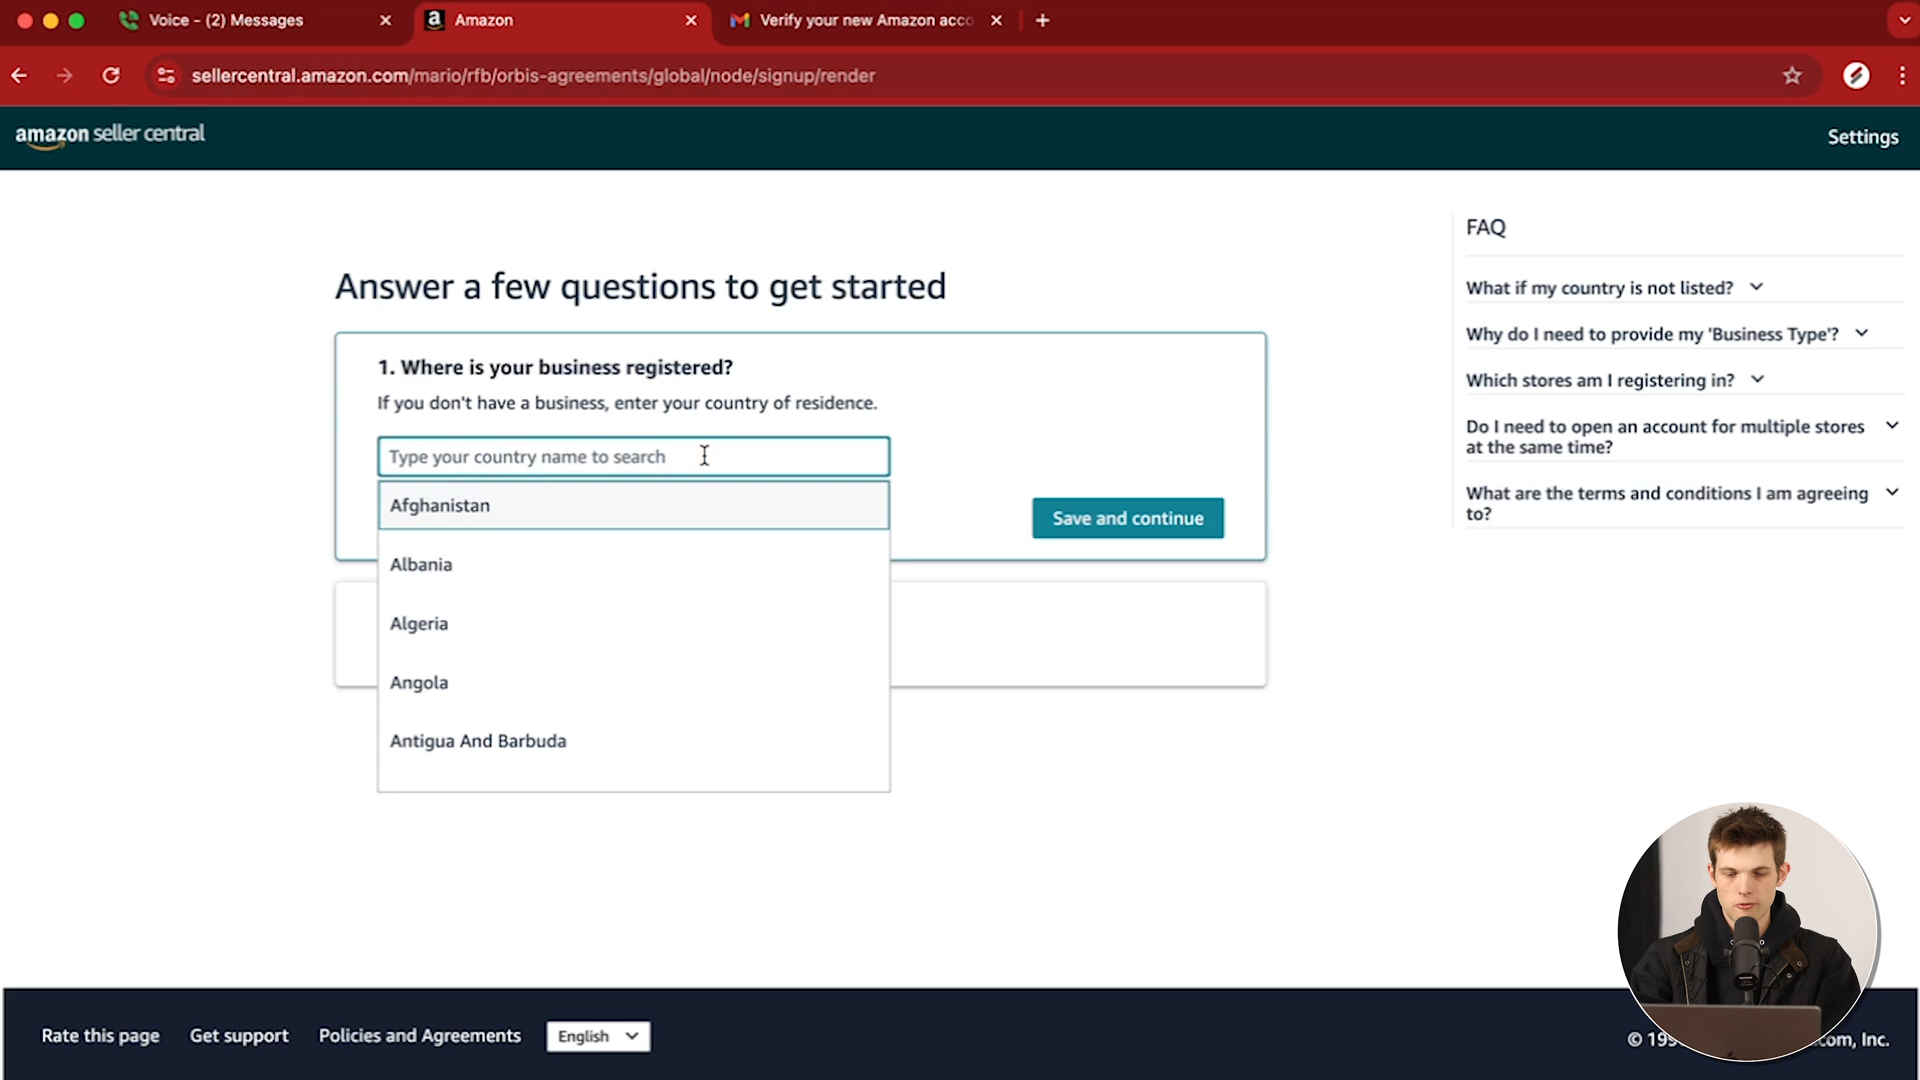 Voice - (2) Messages
Amazon
Verify your new Amazon acco
sellercentral.amazon.com/mario/rfb/orbis-agreements/global/node/signup/render
amazon seller central
Settings
Answer a few questions to get started
1. Where is your business registered?
If you don't have a business, enter your country of residence.
Type your country name to search
Afghanistan
Albania
Algeria
Angola
Antigua And Barbuda
Save and continue
FAQ
What if my country is not listed?
Why do I need to provide my 'Business Type'?
Which stores am I registering in?
Do I need to open an account for multiple stores
at the same time?
What are the terms and conditions I am agreeing
to?
Rate this page
Get support
Policies and Agreements
English
© 199
com, Inc.